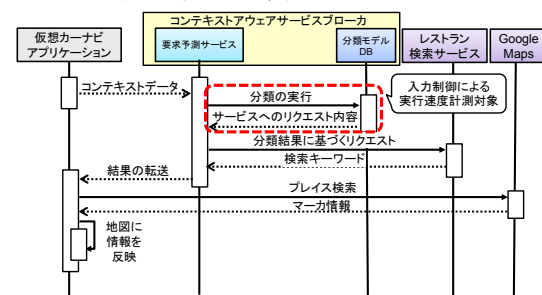 コンテキストアウェアサービスブローカ
仮想カーナビ
アプリケーション
要求予測サービス
分類モデル
DB
レストラン
検索サービス
Google
Maps
コンテキストデータ
分類の実行
サービスへのリクエスト内容
入力制御による
実行速度計測対象
分類結果に基づくリクエスト
検索キーワード
結果の転送
プレイス検索
マーカ情報
地図に
情報を
反映